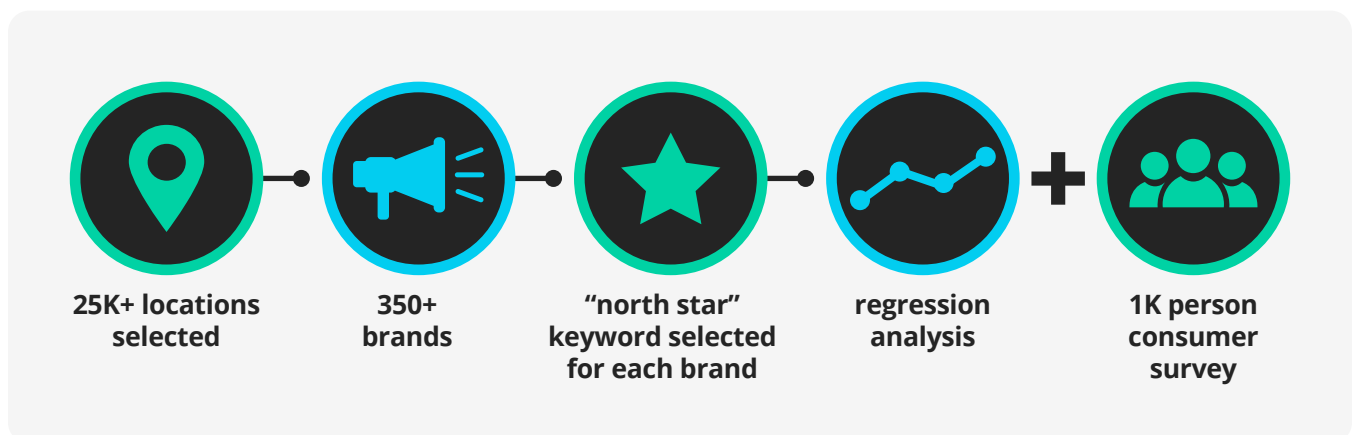 25K+ locations
selected
350+
brands
“north star”
keyword selected
for each brand
regression
analysis
1K person
consumer
survey